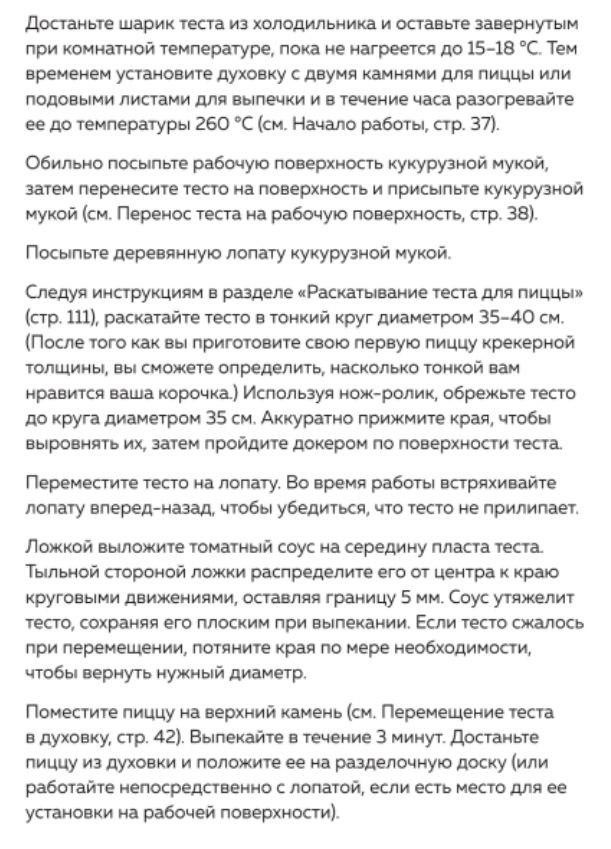 Достаньте шарик теста из холодильника и оставьте завернутым
при комнатной температуре, пока не нагреется до 15–18 °C. Тем
временем установите духовку с двумя камнями для пиццы или
подовыми листами для выпечки и в течение часа разогревайте
ее до температуры 260 °C (см. Начало работы, стр. 37).
Обильно посыпьте рабочую поверхность кукурузной мукой,
затем перенесите тесто на поверхность и присыпьте кукурузной
мукой (см. Перенос теста на рабочую поверхность, стр. 38).
Посыпьте деревянную лопату кукурузной мукой.
Следуя инструкциям в разделе «Раскатывание теста для пиццы»
(стр. 111), раскатайте тесто в тонкий круг диаметром 35–40 см.
(После того как вы приготовите свою первую пиццу крекерной
толщины, вы сможете определить, насколько тонкой вам
нравится ваша корочка.) Используя нож-ролик, обрежьте тесто
до круга диаметром 35 см. Аккуратно прижмите края, чтобы
выровнять их, затем пройдите докером по поверхности теста.
Переместите тесто на лопату. Во время работы встряхивайте
лопату вперед-назад, чтобы убедиться, что тесто не прилипает.
Ложкой выложите томатный соус на середину пласта теста.
Тыльной стороной ложки распределите его от центра к краю
круговыми движениями, оставляя границу 5 мм. Соус утяжелит
тесто, сохраняя его плоским при выпекании. Если тесто сжалось
при перемещении, потяните края по мере необходимости,
чтобы вернуть нужный диаметр.
Поместите пиццу на верхний камень (см. Перемещение теста
в духовку, стр. 42). Выпекайте в течение 3 минут. Достаньте
пиццу из духовки и положите ее на разделочную доску (или
работайте непосредственно с лопатой, если есть место для ее
установки на рабочей поверхности).